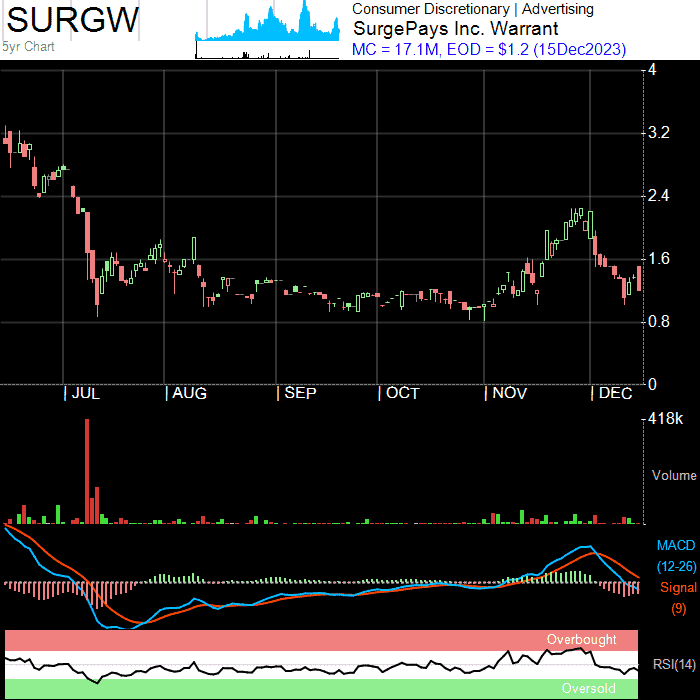 SURGW
5yr Chart
Consumer Discretionary | Advertising
SurgePays Inc. Warrant
MC = 17.1M, EOD = $1.2 (15Dec2023)
4
3.2
2.4
1.6
0.8
0
| JUL | AUG | SEP | OCT | NOV | DEC
418k
Volume
MACD
(12-26)
Signal
(9)
Overbought
RSI(14)
Oversold